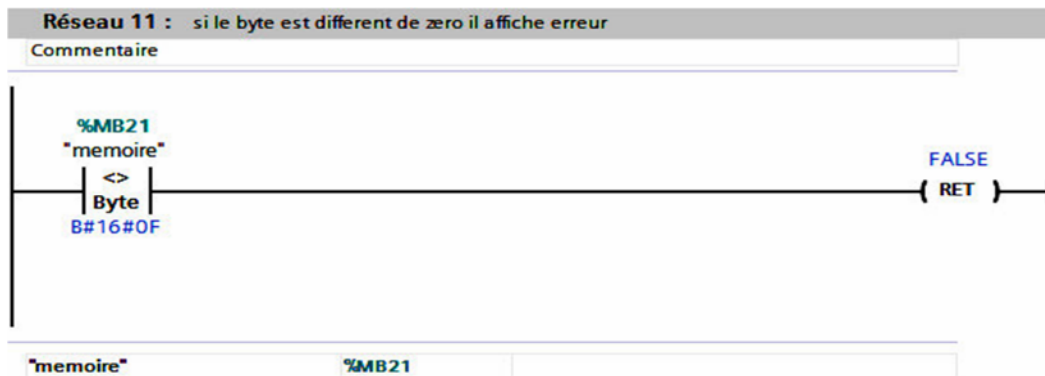 Réseau 11 : si le byte est different de zero il affiche erreur
Commentaire
%MB21
"memoire"
<>
Byte
B#16#0F
FALSE
RET
"memoire" %MB21